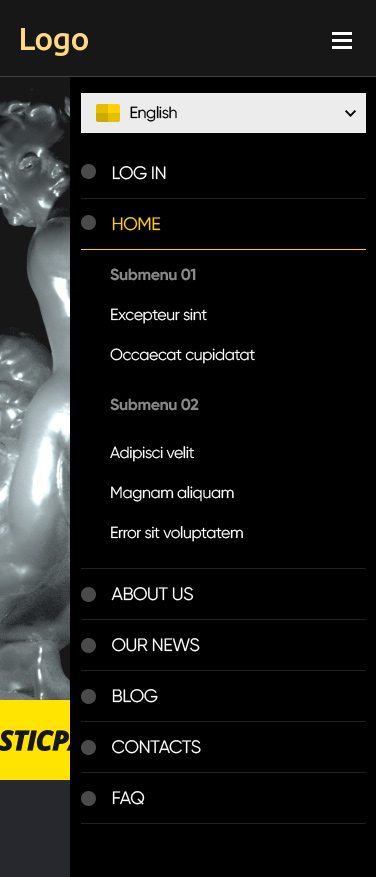 Logo
English
LOG IN
HOME
Submenu 01
Excepteur sint
Occaecat cupidatat
Submenu 02
Adipisci velit
Magnam aliquam
Error sit voluptatem
ABOUT US
OUR NEWS
STICP
BLOG
CONTACTS
FAQ